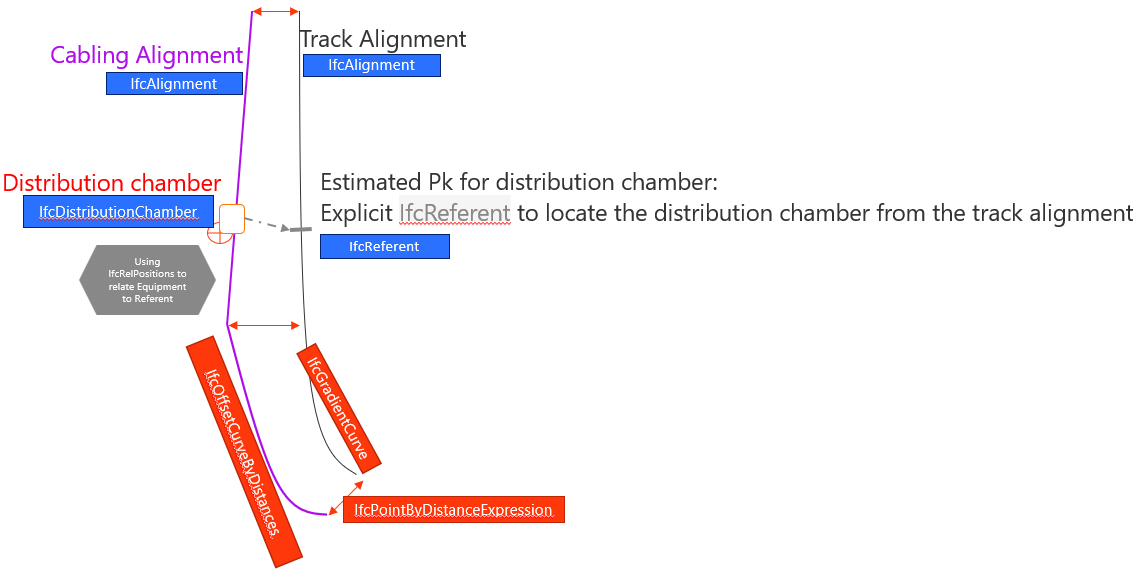 Track Alignment
IfcAlignment
Cabling Alignment
IfcAlignment
Distribution chamber
IfcDistributionChamber
Estimated Pk for distribution chamber:
Explicit IfcReferent to locate the distribution chamber from the track alignment
IfcReferent
Using
IfcRelPositions to
relate Equipment
to Referent
IfcOffsetCurveByDistances
IfcGradientCurve
IfcPointByDistanceExpression